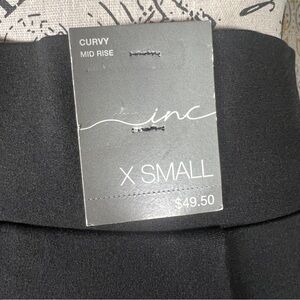 CURVY
MID RISE
inc
X SMALL
$49.50